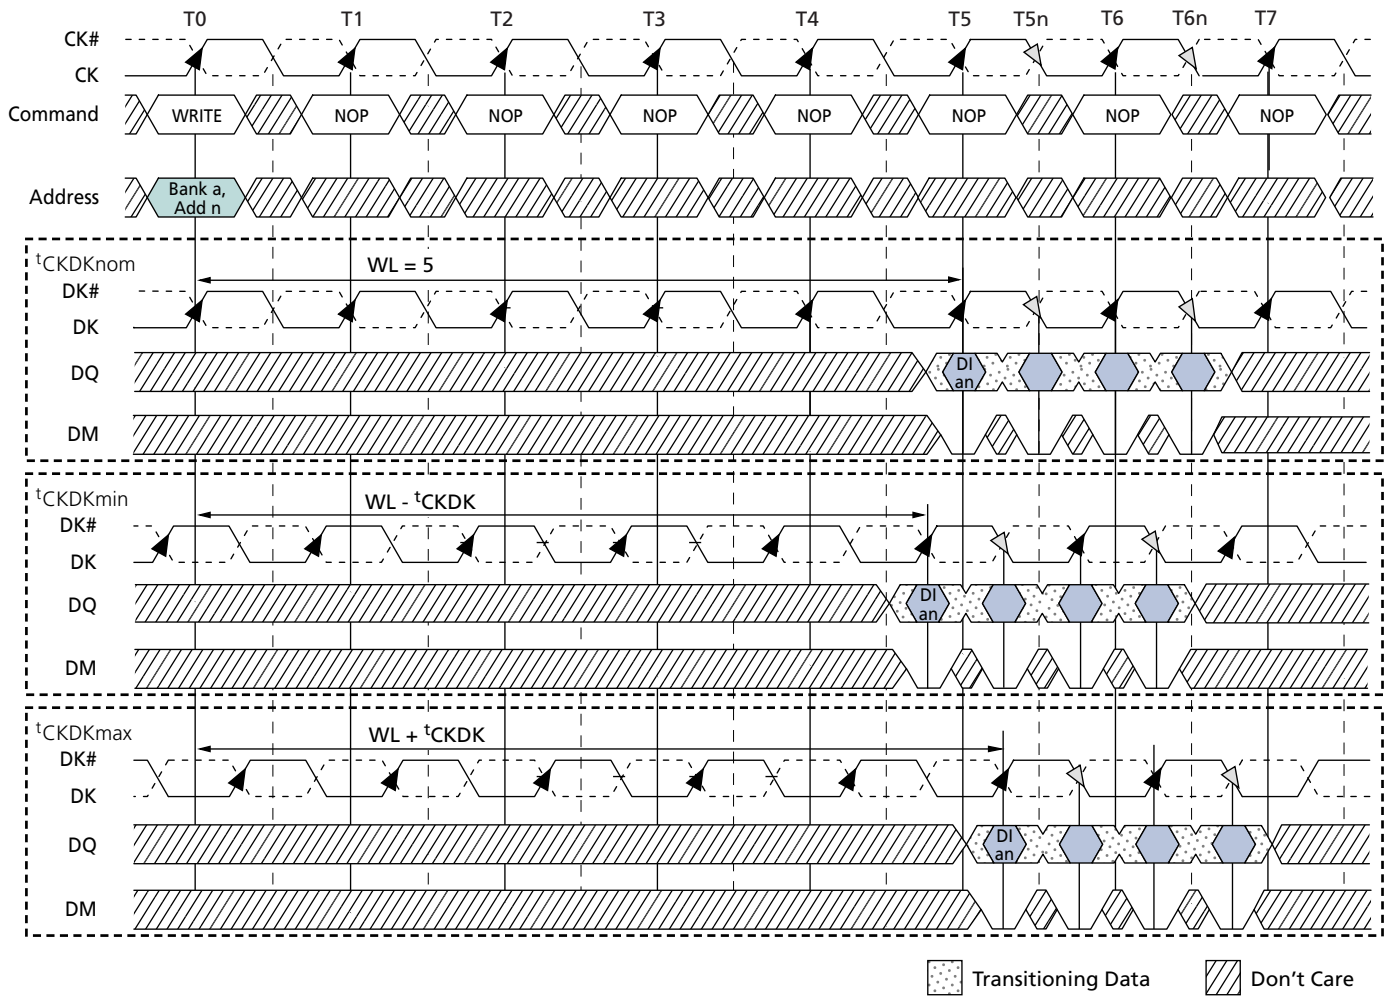 T0 T1 T2 T3 T4 T5 T5n T6 T6n T7
CK#
CK
Command WRITE NOP NOP NOP NOP NOP NOP NOP
Address Bank a,
Add n
tCKDKnom
WL = 5
DK#
DK
DQ DI
an
DM
tCKDKmin
WL - tCKDK
DK#
DK
DQ DI
an
DM
tCKDKmax
WL + tCKDK
DK#
DK
DQ DI
an
DM
Transitioning Data Don't Care